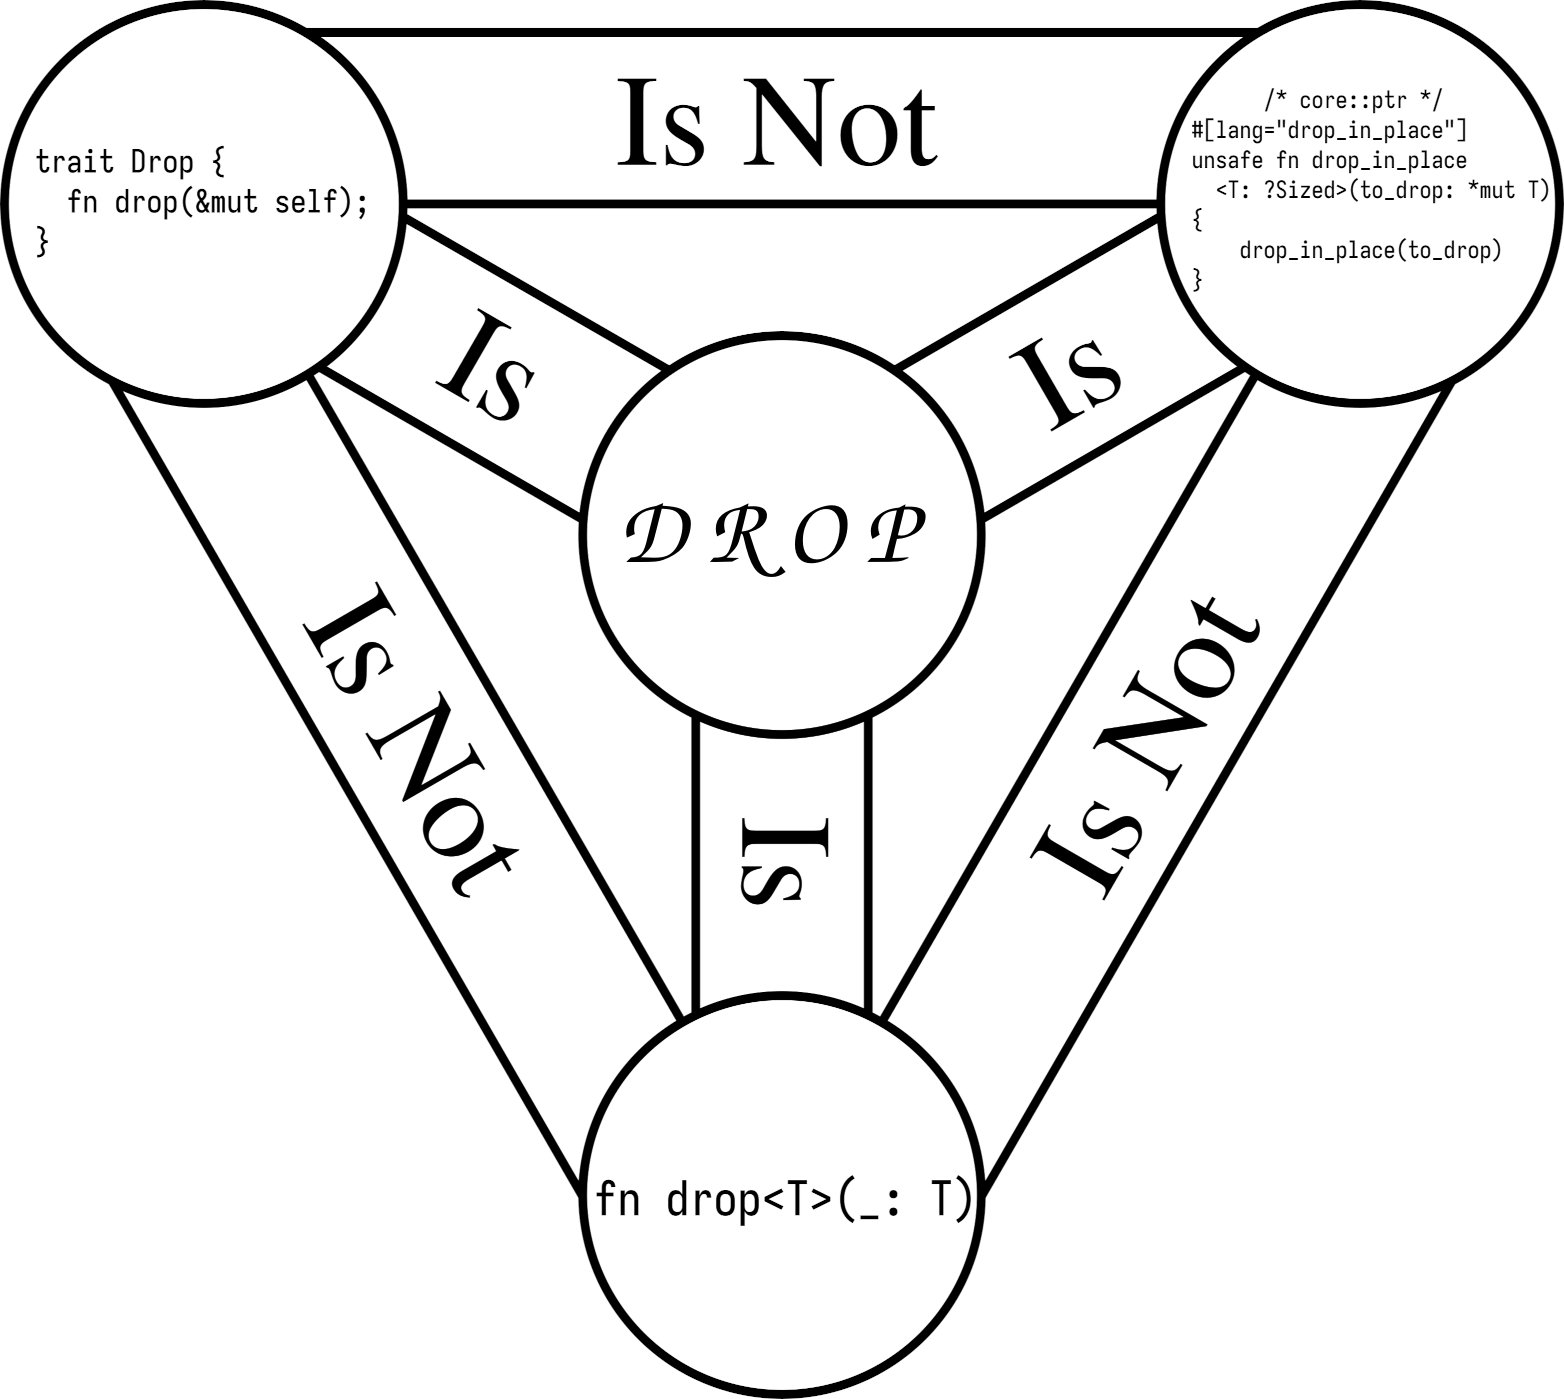 Is Not
trait Drop {
  fn drop(&mut self);
}
/* core::ptr */
#[lang="drop_in_place"]
unsafe fn drop_in_place
  <T: ?Sized>(to_drop: *mut T)
{
    drop_in_place(to_drop)
}
Is
Is
DROP
Is Not
Is
Is Not
fn drop<T>(_: T)